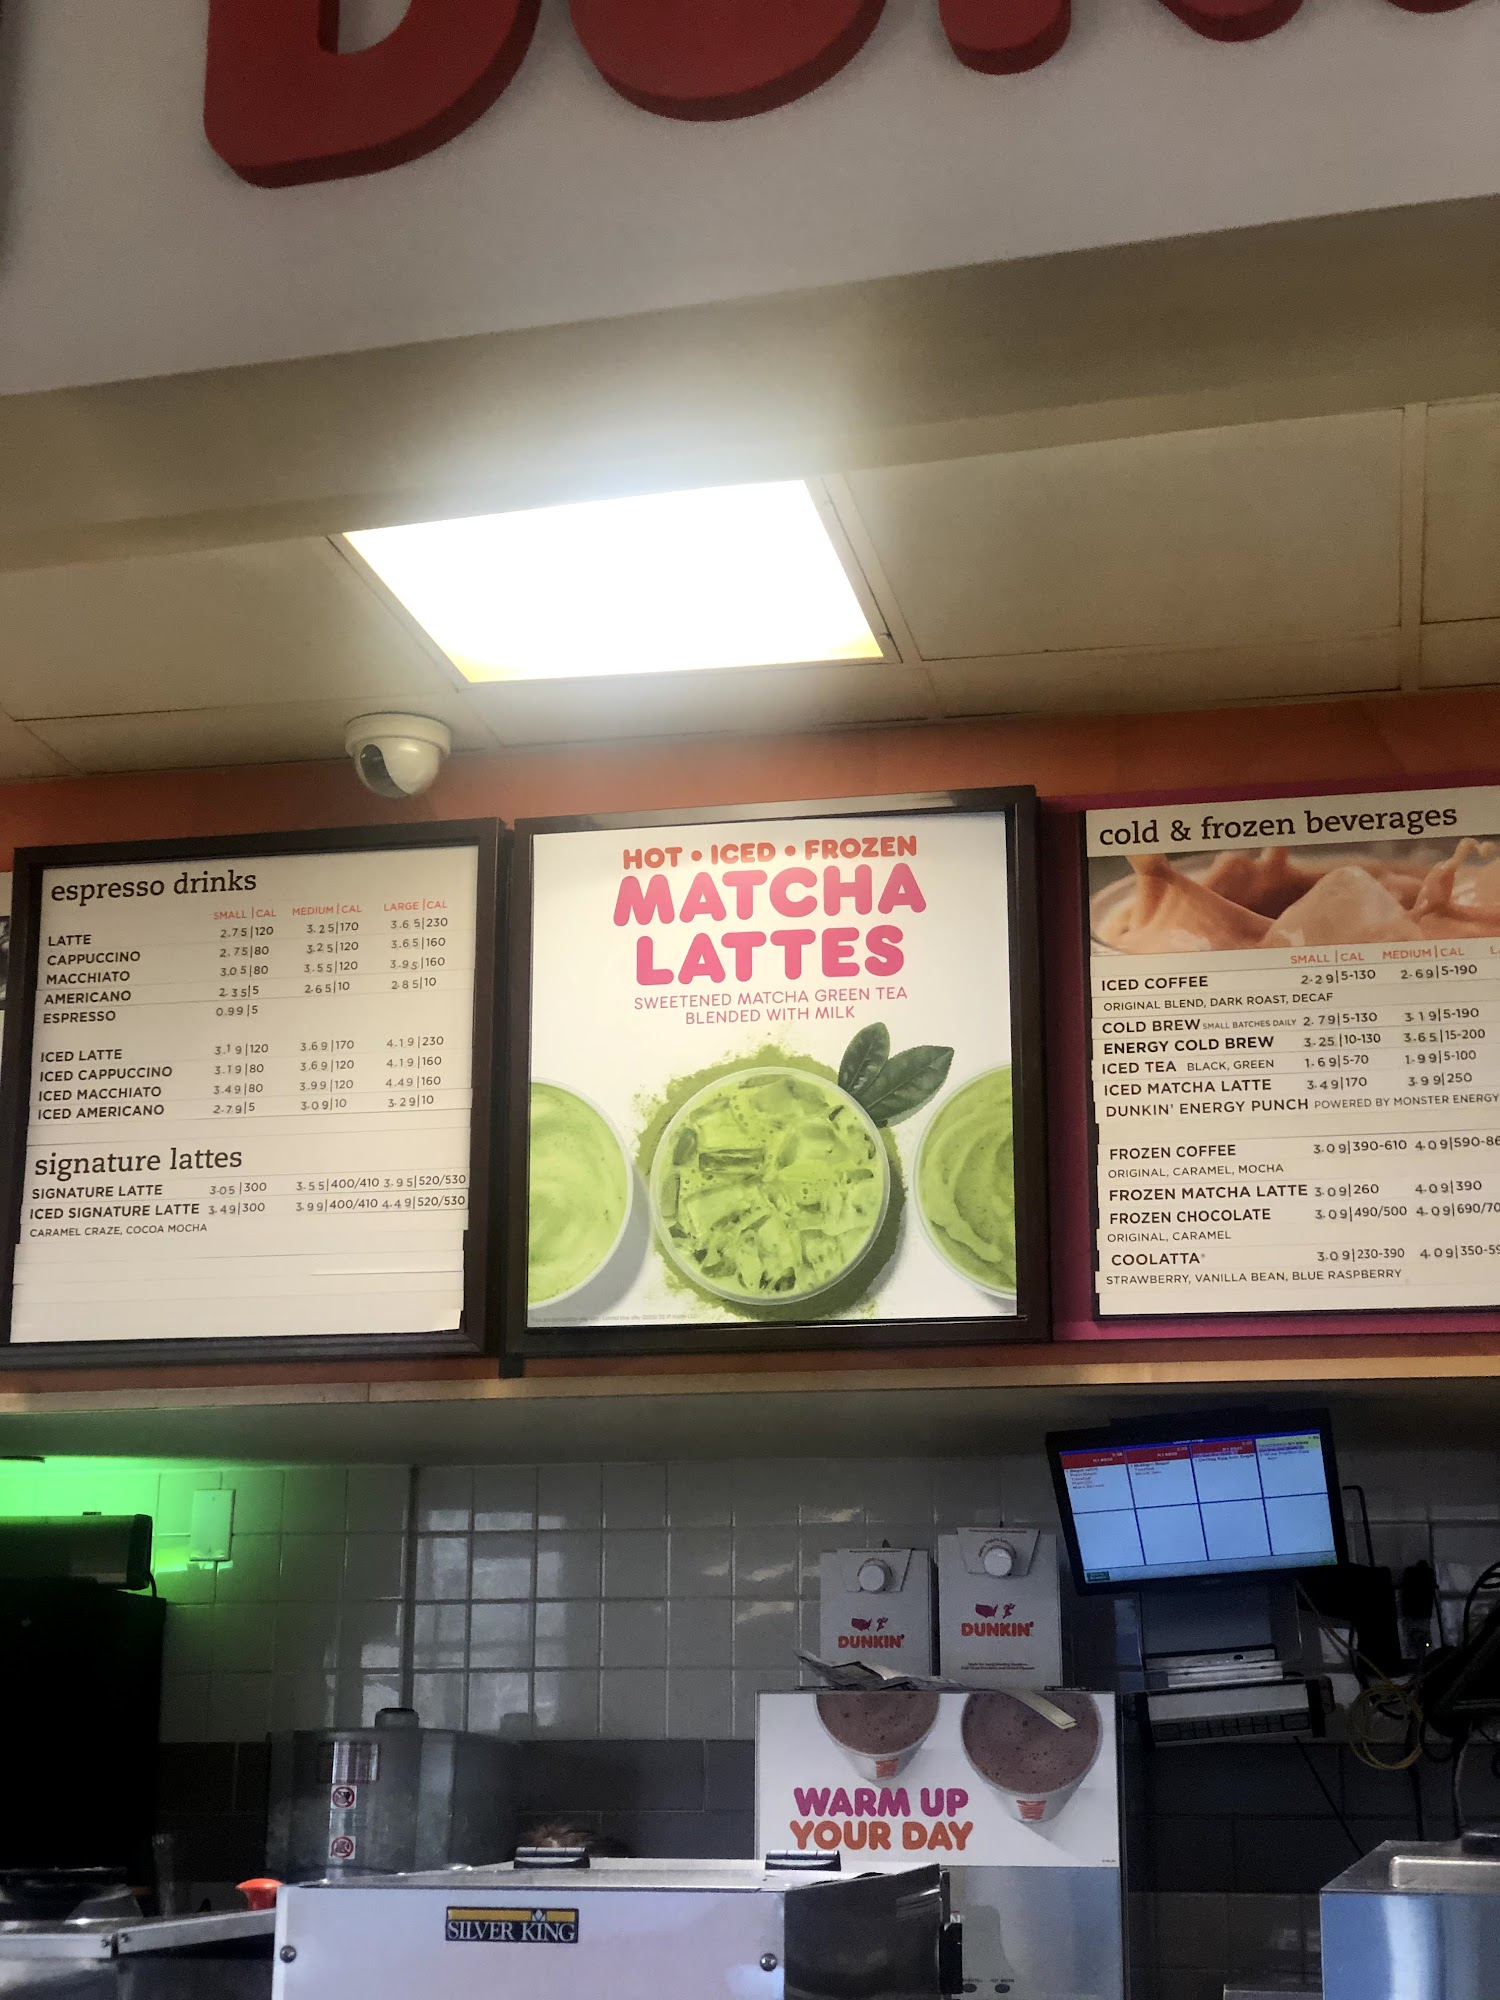 espresso drinks
SMALL | CAL MEDIUM | CAL LARGE | CAL
LATTE 2.75|120 3.25|170 3.65|230
CAPPUCCINO 2.75|80 3.25|120 3.65|160
MACCHIATO 3.05|80 3.55|120 3.95|160
AMERICANO 2.35|5 2.65|10 2.85|10
ESPRESSO 0.99|5
ICED LATTE 3.19|120 3.69|170 4.19|230
ICED CAPPUCCINO 3.19|80 3.69|120 4.19|160
ICED MACCHIATO 3.49|80 3.99|120 4.49|160
ICED AMERICANO 2.79|5 3.09|10 3.29|10
signature lattes
SIGNATURE LATTE 3.05|300 3.55|400/410 3.95|520/530
ICED SIGNATURE LATTE 3.49|300 3.99|400/410 4.49|520/530
CARAMEL CRAZE, COCOA MOCHA
HOT • ICED • FROZEN
MATCHA
LATTES
SWEETENED MATCHA GREEN TEA
BLENDED WITH MILK
cold & frozen beverages
SMALL | CAL MEDIUM | CAL
ICED COFFEE 2.29|5-130 2.69|5-190
ORIGINAL BLEND, DARK ROAST, DECAF
COLD BREW SMALL BATCHES DAILY 2.79|5-130 3.19|5-190
ENERGY COLD BREW 3.25|10-130 3.65|15-200
ICED TEA BLACK, GREEN 1.69|5-70 1.99|5-100
ICED MATCHA LATTE 3.49|170 3.99|250
DUNKIN' ENERGY PUNCH POWERED BY MONSTER ENERGY
FROZEN COFFEE 3.09|390-610 4.09|590-86
ORIGINAL, CARAMEL, MOCHA
FROZEN MATCHA LATTE 3.09|260 4.09|390
FROZEN CHOCOLATE 3.09|490/500 4.09|690/70
ORIGINAL, CARAMEL
COOLATTA® 3.09|230-390 4.09|350-59
STRAWBERRY, VANILLA BEAN, BLUE RASPBERRY
DUNKIN'
DUNKIN'
WARM UP
YOUR DAY
SILVER KING